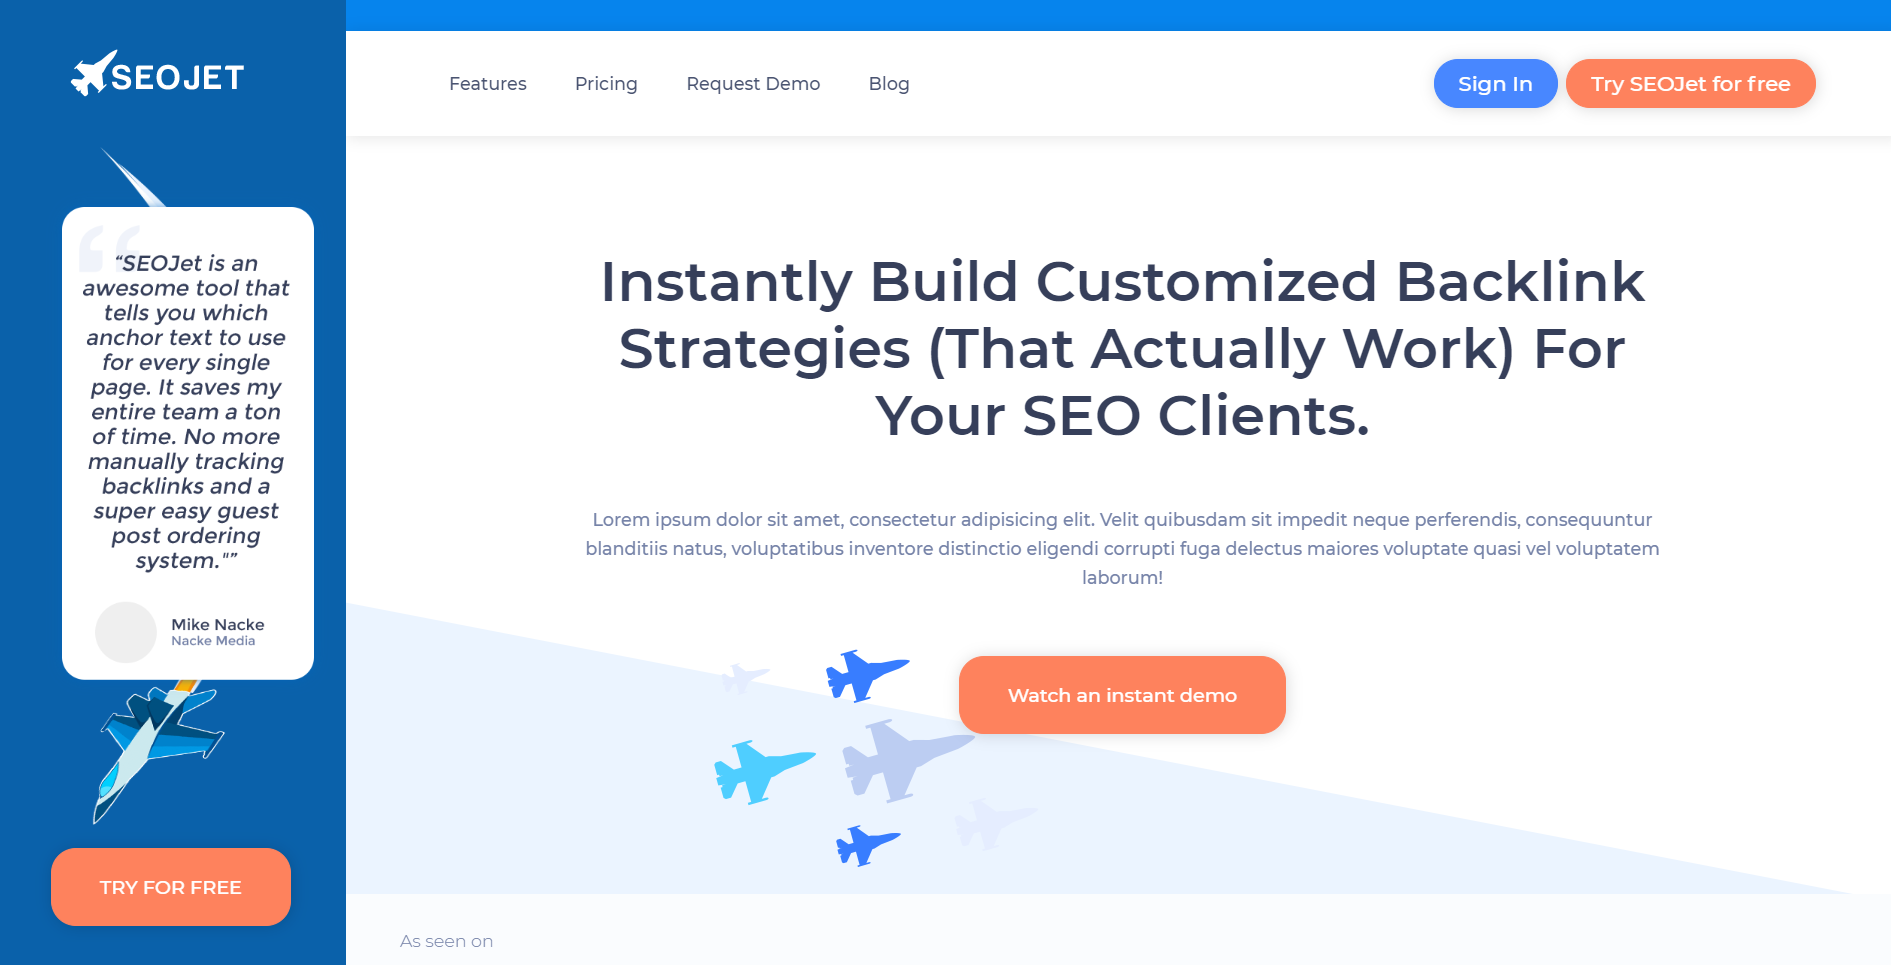 SEOJET
“SEOJet is an
awesome tool that
tells you which
anchor text to use
for every single
page. It saves my
entire team a ton
of time. No more
manually tracking
backlinks and a
super easy guest
post ordering
system."”
Mike Nacke
Nacke Media
TRY FOR FREE
Features Pricing Request Demo Blog
Sign In Try SEOJet for free
Instantly Build Customized Backlink
Strategies (That Actually Work) For
Your SEO Clients.
Lorem ipsum dolor sit amet, consectetur adipisicing elit. Velit quibusdam sit impedit neque perferendis, consequuntur
blanditiis natus, voluptatibus inventore distinctio eligendi corrupti fuga delectus maiores voluptate quasi vel voluptatem
laborum!
Watch an instant demo
As seen on